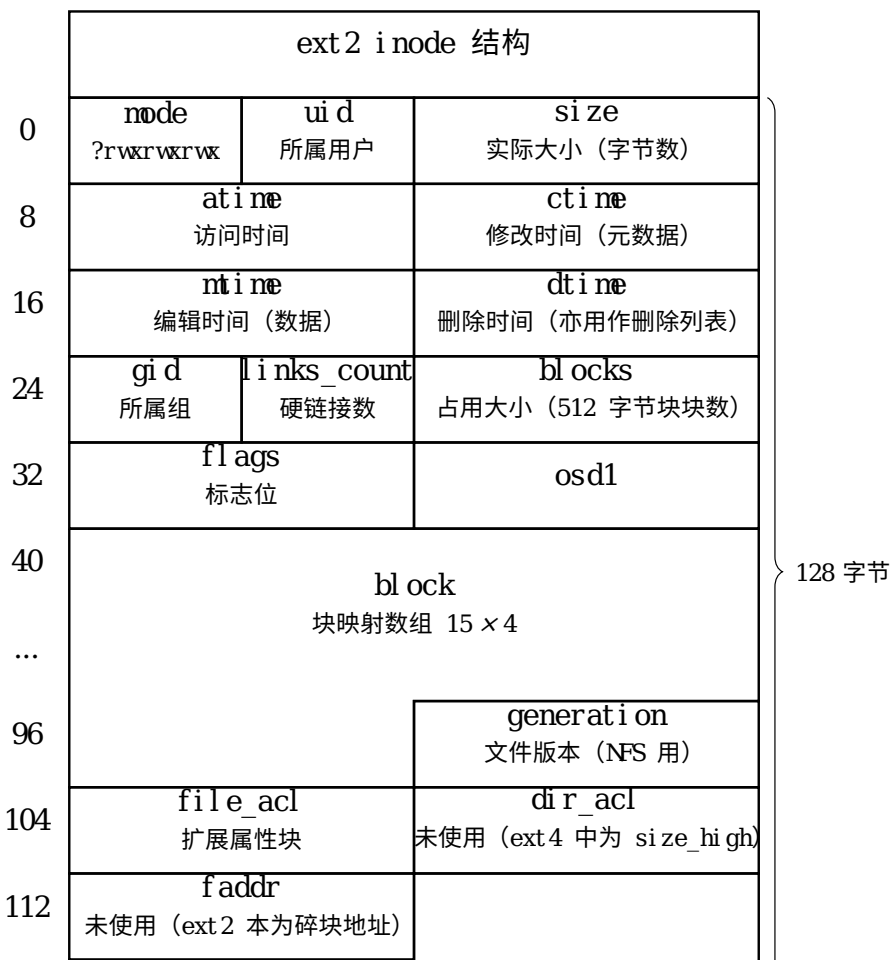 ext2 inode 结构
0
mode
?rwxrwxrwx
uid
所属用户
size
实际大小（字节数）
8
atime
访问时间
ctime
修改时间（元数据）
16
mtime
编辑时间（数据）
dtime
删除时间（亦用作删除列表）
24
gid
所属组
links_count
硬链接数
blocks
占用大小（512 字节块块数）
32
flags
标志位
osd1
40
block
块映射数组 15 × 4
128 字节
...
96
generation
文件版本（NFS 用）
104
file_acl
扩展属性块
dir_acl
未使用（ext4 中为 size_high）
112
faddr
未使用（ext2 本为碎块地址）